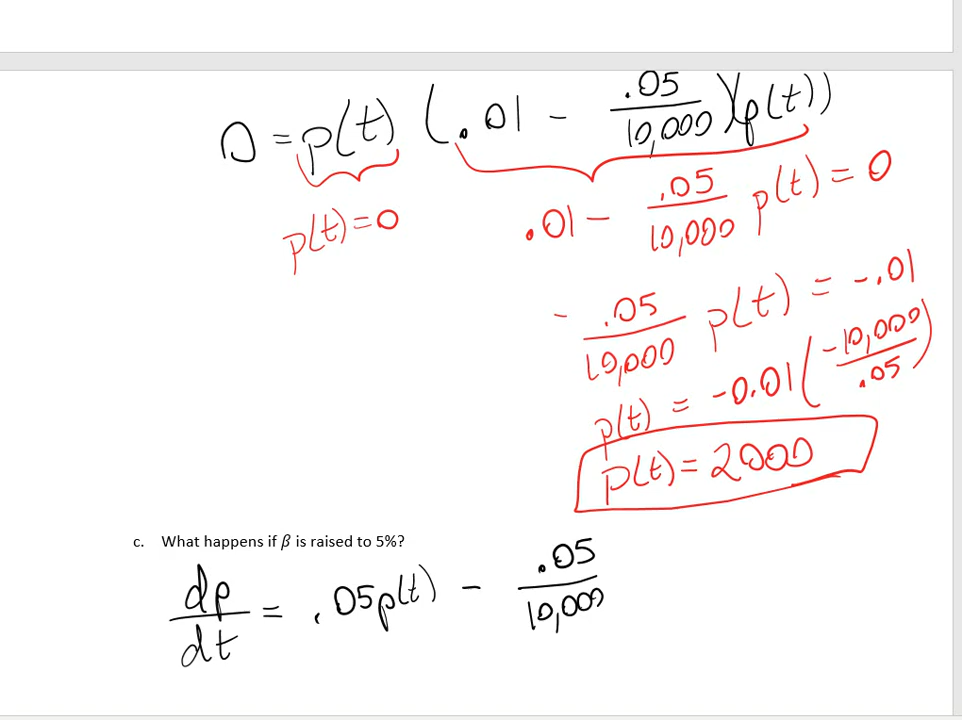 0 = p(t) (.01 - .05/10,000)(p(t))
p(t)=0
.01 - .05/10,000 p(t) = 0
- .05/10,000 p(t) = -.01
p(t) = -0.01(-10,000/.05)
p(t) = 2000
c. What happens if β is raised to 5%?
dp/dt = .05p(t) - .05/10,000